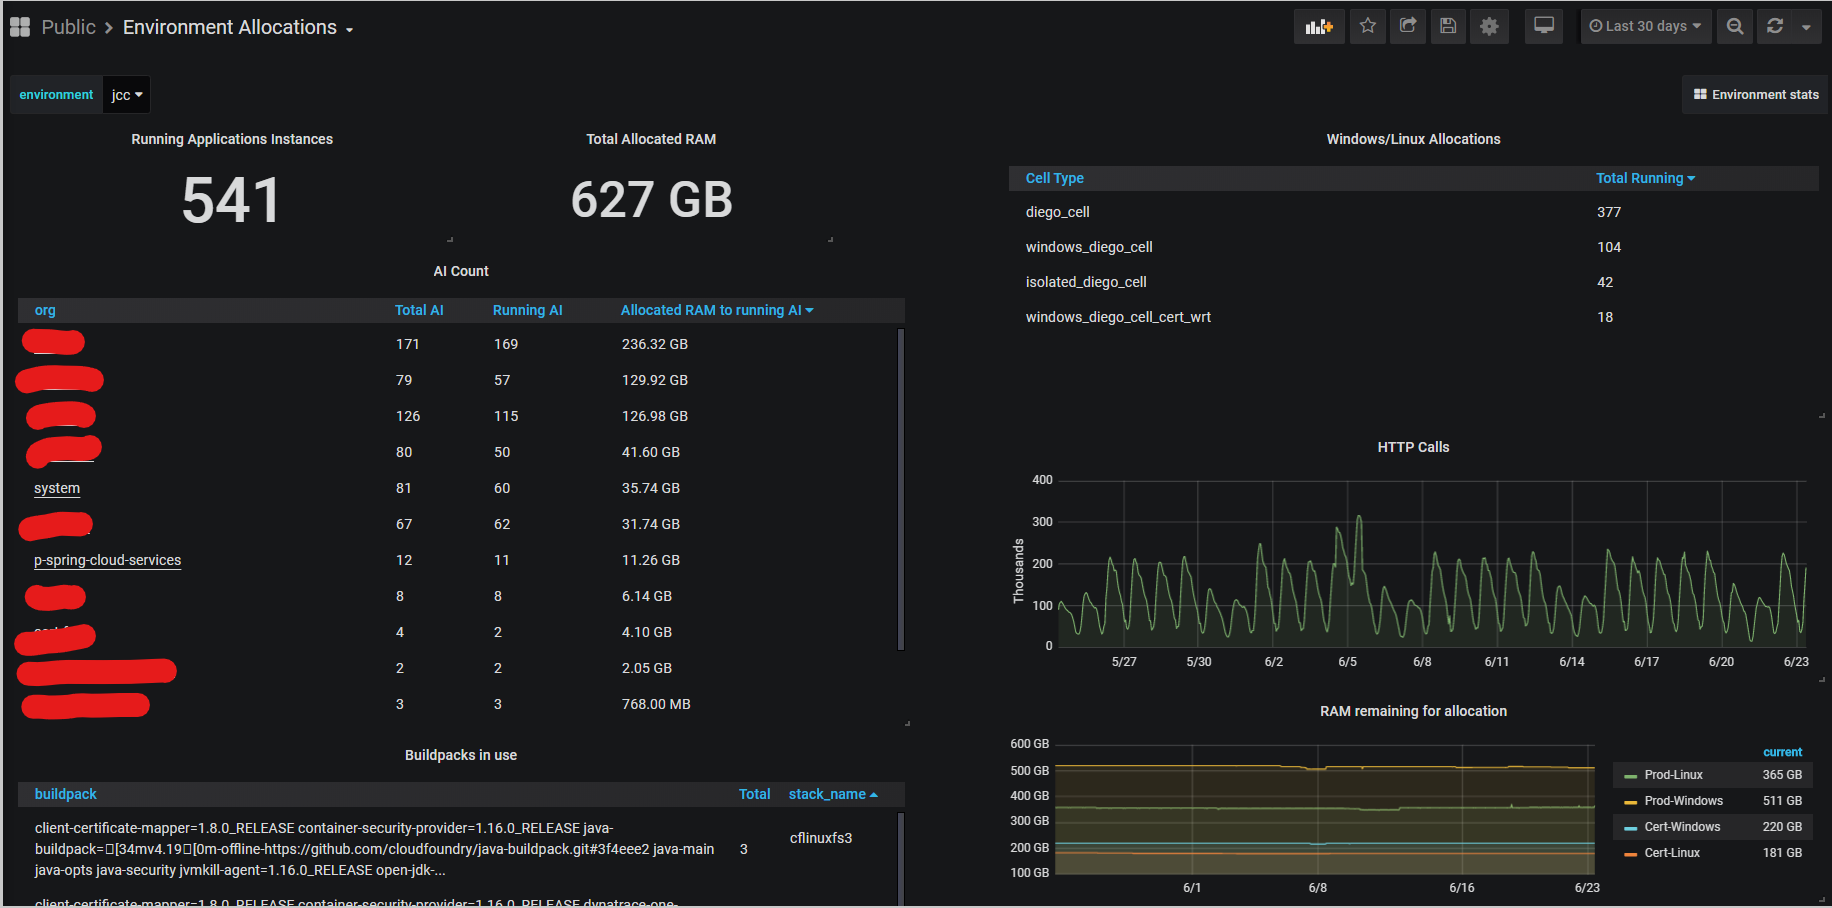 Public > Environment Allocations
Last 30 days
environment jcc
Environment stats
Running Applications Instances
541
Total Allocated RAM
627 GB
AI Count
org Total AI Running AI Allocated RAM to running AI
171 169 236.32 GB
79 57 129.92 GB
126 115 126.98 GB
80 50 41.60 GB
system 81 60 35.74 GB
67 62 31.74 GB
p-spring-cloud-services 12 11 11.26 GB
8 8 6.14 GB
4 2 4.10 GB
2 2 2.05 GB
3 3 768.00 MB
Buildpacks in use
buildpack Total stack_name
client-certificate-mapper=1.8.0_RELEASE container-security-provider=1.16.0_RELEASE java-
buildpack=□[34mv4.19□[0m-offline-https://github.com/cloudfoundry/java-buildpack.git#3f4eee2 java-main
java-opts java-security jvmkill-agent=1.16.0_RELEASE open-jdk-...
3 cflinuxfs3
client-certificate-mapper=1.8.0_RELEASE container-security-provider=1.16.0_RELEASE dynatrace-one-
Windows/Linux Allocations
Cell Type Total Running
diego_cell 377
windows_diego_cell 104
isolated_diego_cell 42
windows_diego_cell_cert_wrt 18
HTTP Calls
Thousands
400
300
200
100
0
5/27 5/30 6/2 6/5 6/8 6/11 6/14 6/17 6/20 6/23
RAM remaining for allocation
600 GB
500 GB
400 GB
300 GB
200 GB
100 GB
6/1 6/8 6/16 6/23
current
Prod-Linux 365 GB
Prod-Windows 511 GB
Cert-Windows 220 GB
Cert-Linux 181 GB